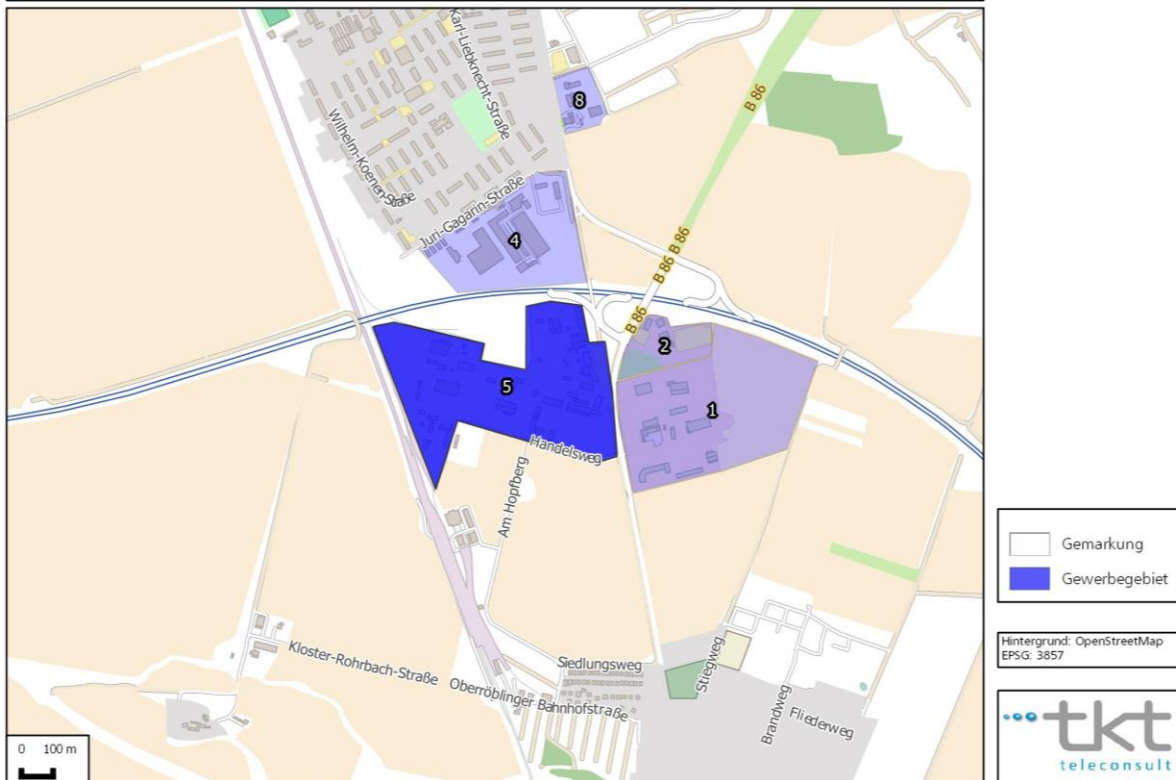 Karl-Liebknecht-Straße
8
B 86
Wilhelm-Koenen-Straße
Juri-Gagarin-Straße
4
B 86
B 86
B 86
2
5
1
Handelsweg
Am Hopfberg
Gemarkung
Gewerbegebiet
Hintergrund: OpenStreetMap
EPSG: 3857
Kloster-Rohrbach-Straße
Siedlungsweg
Stiegweg
Oberröblinger Bahnhofstraße
Brandweg
Fliederweg
0 100 m
tkt
teleconsult